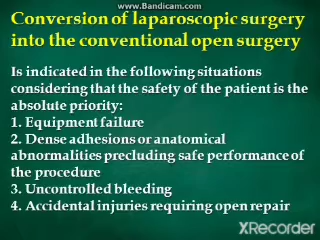 www.Bandicam.com
Conversion of laparoscopic surgery
into the conventional open surgery
Is indicated in the following situations
considering that the safety of the patient is the
absolute priority:
1. Equipment failure
2. Dense adhesions or anatomical
abnormalities precluding safe performance of
the procedure
3. Uncontrolled bleeding
4. Accidental injuries requiring open repair
XRecorder